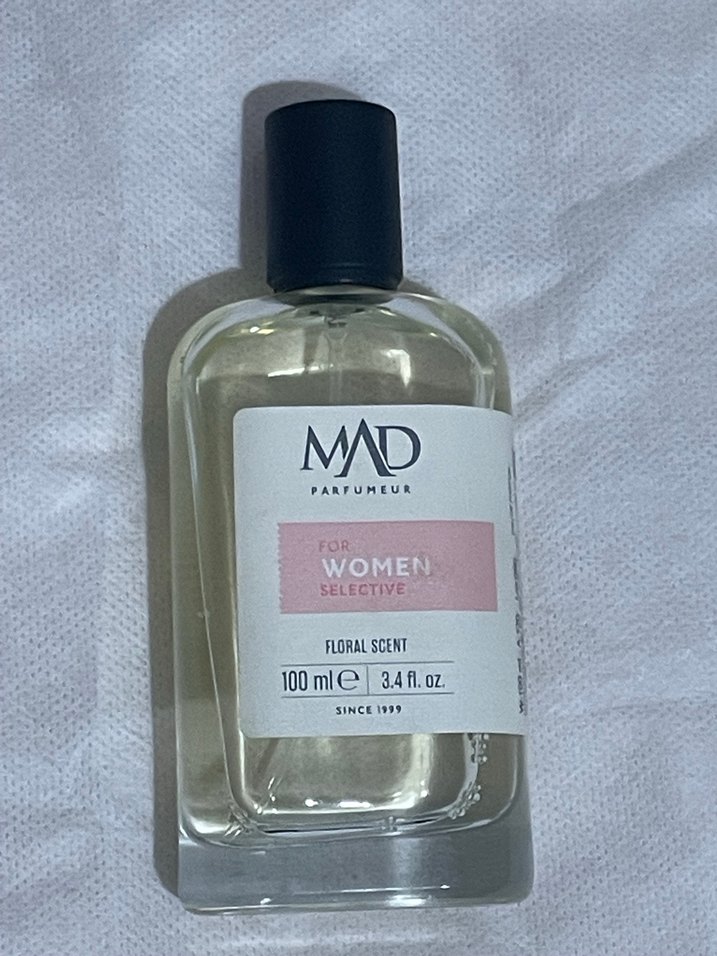 MAD
PARFUMEUR
FOR
WOMEN
SELECTIVE
FLORAL SCENT
100 ml ℮ 3.4 fl. oz.
SINCE 1999